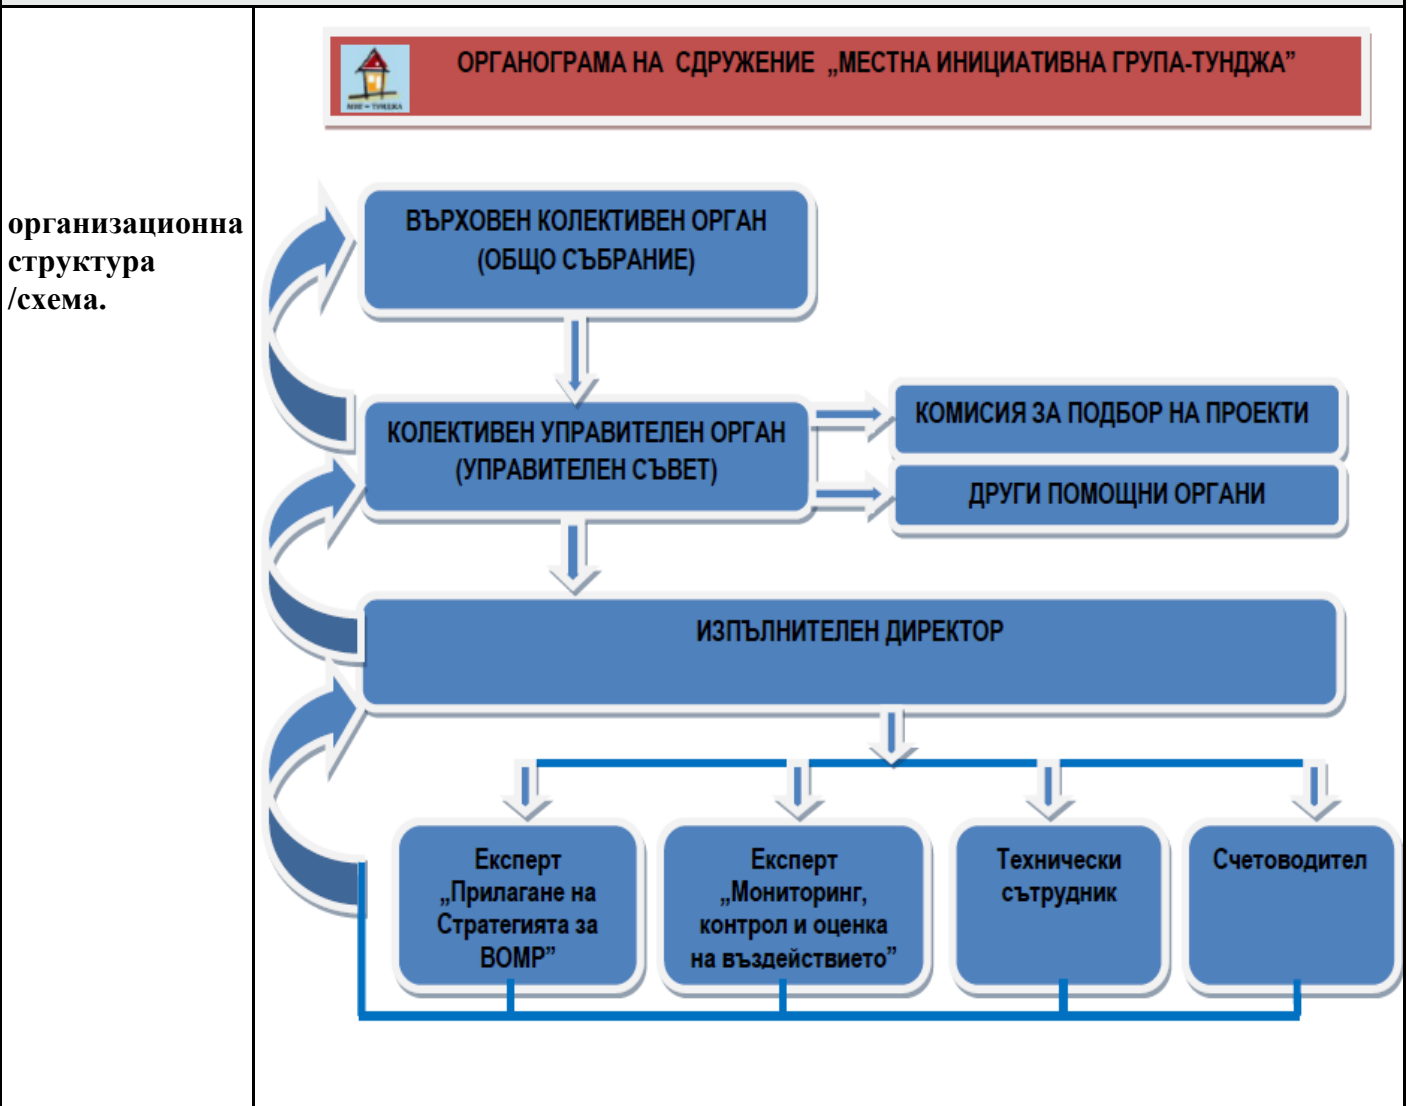 организационна
структура
/схема.
ОРГАНОГРАМА НА СДРУЖЕНИЕ „МЕСТНА ИНИЦИАТИВНА ГРУПА-ТУНДЖА”
МИГ – ТУНДЖА
ВЪРХОВЕН КОЛЕКТИВЕН ОРГАН
(ОБЩО СЪБРАНИЕ)
КОЛЕКТИВЕН УПРАВИТЕЛЕН ОРГАН
(УПРАВИТЕЛЕН СЪВЕТ)
КОМИСИЯ ЗА ПОДБОР НА ПРОЕКТИ
ДРУГИ ПОМОЩНИ ОРГАНИ
ИЗПЪЛНИТЕЛЕН ДИРЕКТОР
Експерт
„Прилагане на
Стратегията за
ВОМР”
Експерт
„Мониторинг,
контрол и оценка
на въздействието”
Технически
сътрудник
Счетоводител